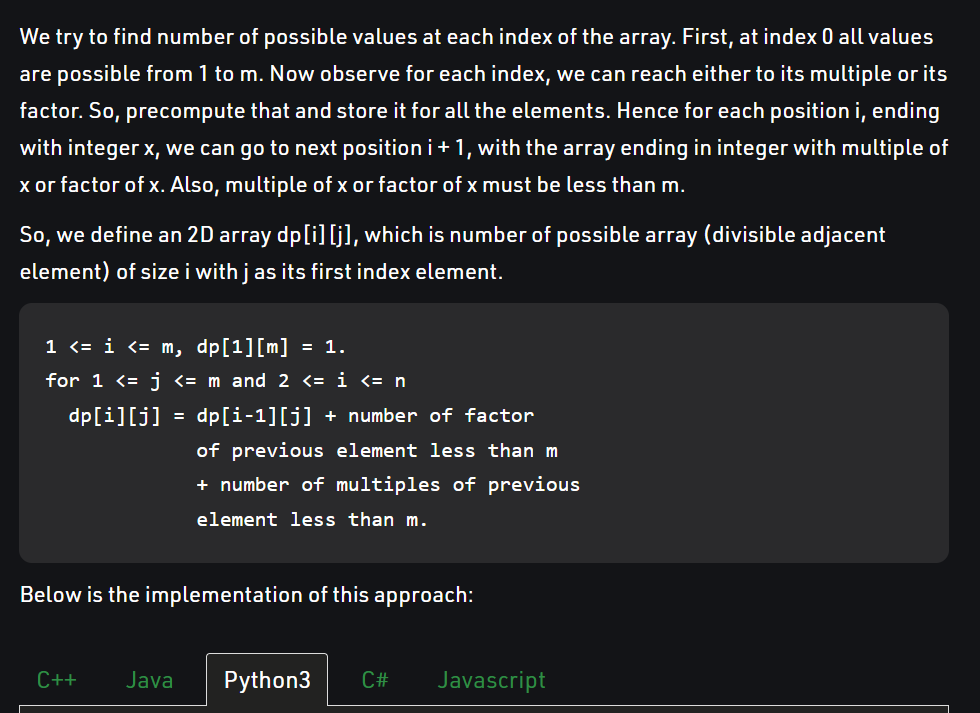 We try to find number of possible values at each index of the array. First, at index 0 all values
are possible from 1 to m. Now observe for each index, we can reach either to its multiple or its
factor. So, precompute that and store it for all the elements. Hence for each position i, ending
with integer x, we can go to next position i + 1, with the array ending in integer with multiple of
x or factor of x. Also, multiple of x or factor of x must be less than m.
So, we define an 2D array dp[i][j], which is number of possible array (divisible adjacent
element) of size i with j as its first index element.
1 <= i <= m, dp[1][m] = 1.
for 1 <= j <= m and 2 <= i <= n
  dp[i][j] = dp[i-1][j] + number of factor
             of previous element less than m
             + number of multiples of previous
             element less than m.
Below is the implementation of this approach:
C++ Java Python3 C# Javascript